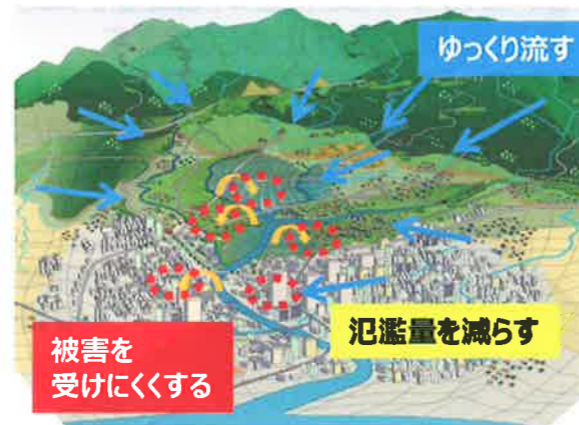 ゆっくり流す
氾濫量を減らす
被害を
受けにくくする